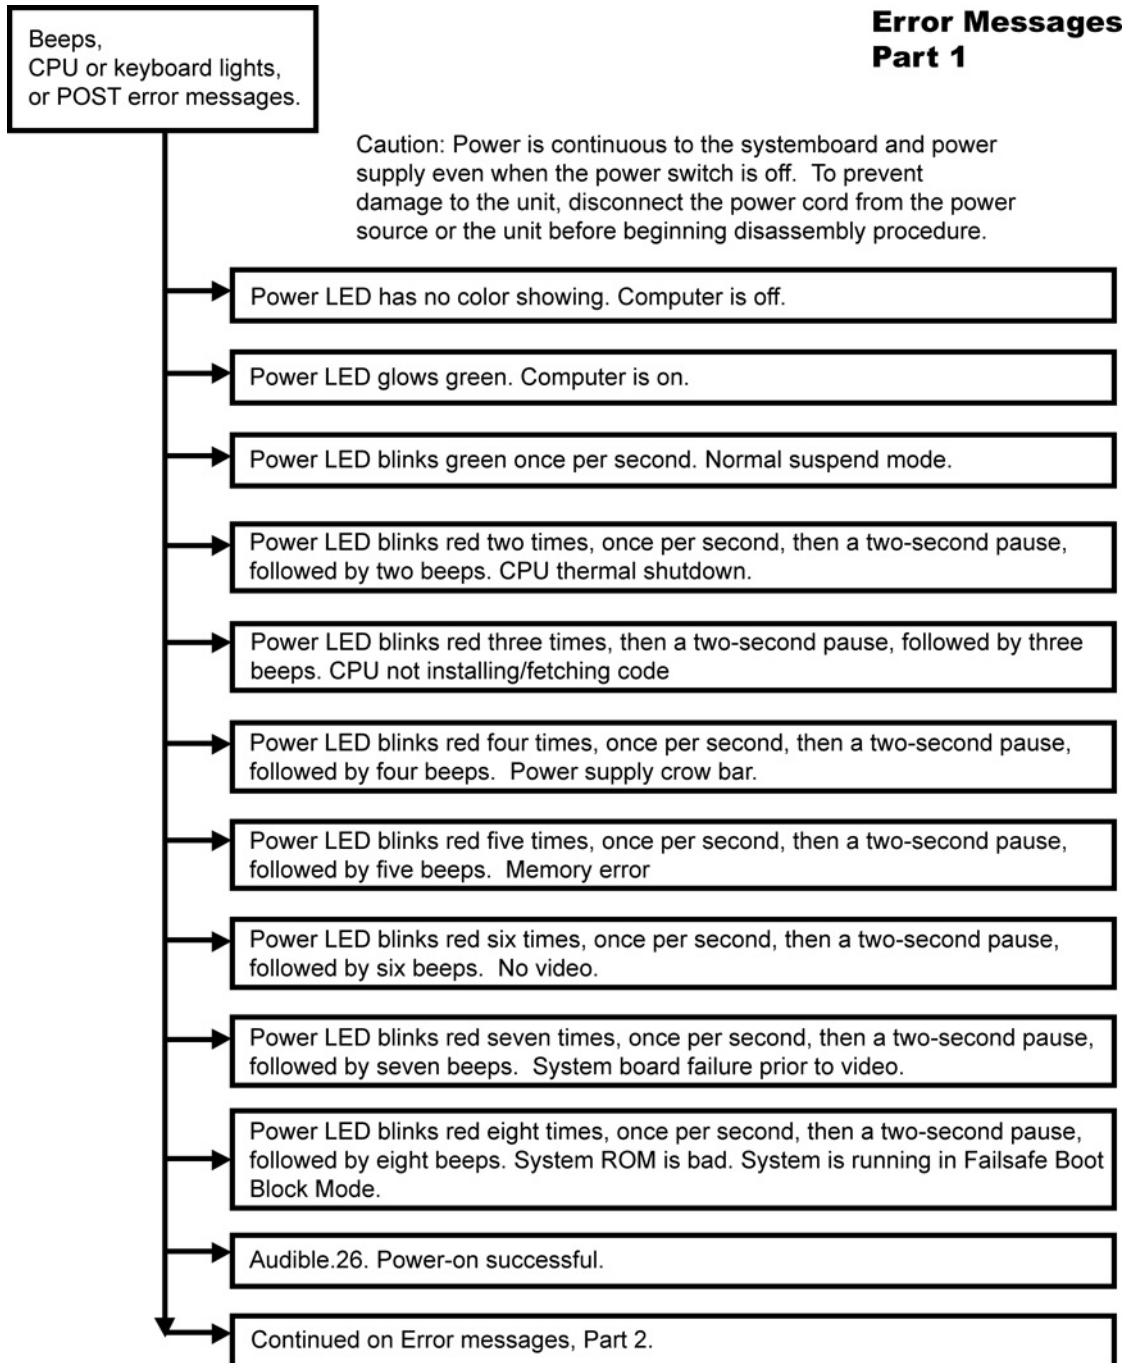 Error Messages
Part 1
Beeps,
CPU or keyboard lights,
or POST error messages.
Caution: Power is continuous to the systemboard and power
supply even when the power switch is off.  To prevent
damage to the unit, disconnect the power cord from the power
source or the unit before beginning disassembly procedure.
Power LED has no color showing. Computer is off.
Power LED glows green. Computer is on.
Power LED blinks green once per second. Normal suspend mode.
Power LED blinks red two times, once per second, then a two-second pause,
followed by two beeps. CPU thermal shutdown.
Power LED blinks red three times, then a two-second pause, followed by three
beeps. CPU not installing/fetching code
Power LED blinks red four times, once per second, then a two-second pause,
followed by four beeps.  Power supply crow bar.
Power LED blinks red five times, once per second, then a two-second pause,
followed by five beeps.  Memory error
Power LED blinks red six times, once per second, then a two-second pause,
followed by six beeps.  No video.
Power LED blinks red seven times, once per second, then a two-second pause,
followed by seven beeps.  System board failure prior to video.
Power LED blinks red eight times, once per second, then a two-second pause,
followed by eight beeps. System ROM is bad. System is running in Failsafe Boot
Block Mode.
Audible.26. Power-on successful.
Continued on Error messages, Part 2.